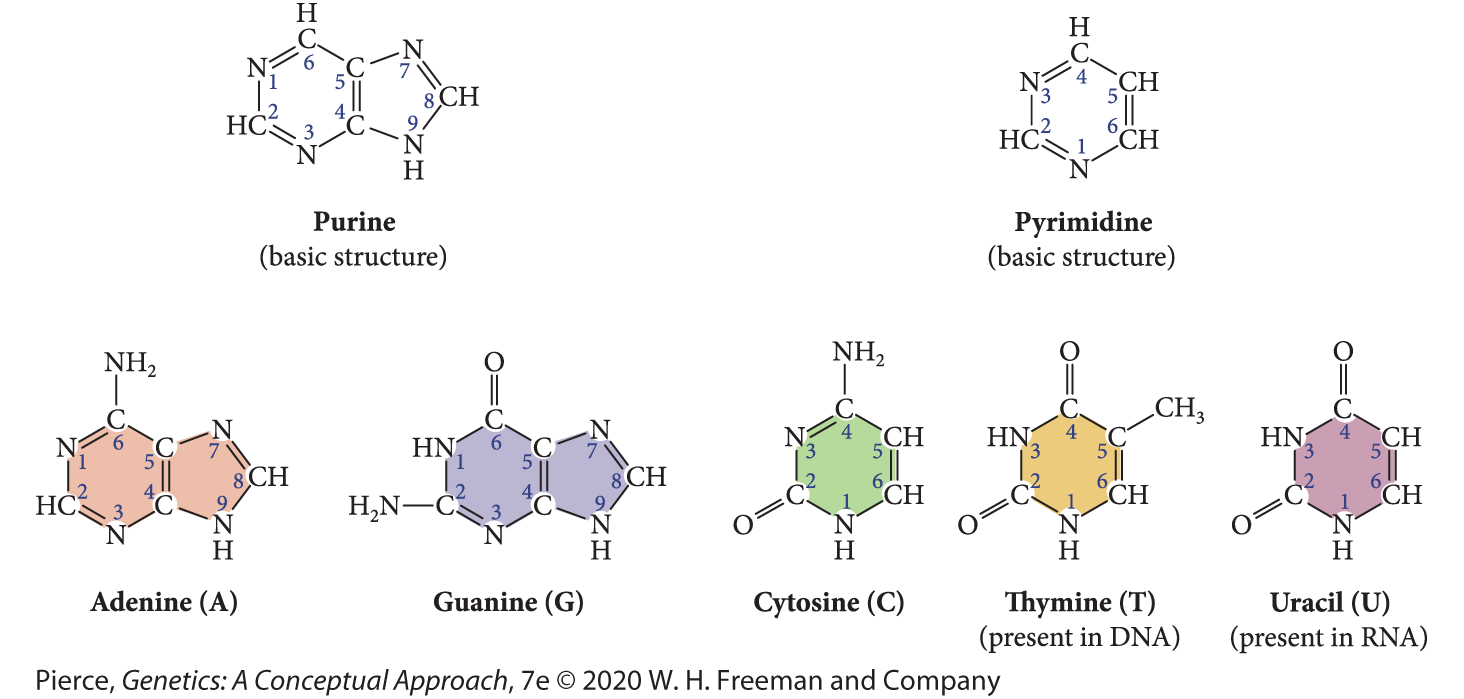 H
C
6
N
1
5
C
N
7
HC
2
3
N
4
C
8
CH
9
N
H
Purine
(basic structure)
H
C
4
N
3
CH
5
HC
2
1
N
6
CH
Pyrimidine
(basic structure)
NH₂
C
6
N
1
5
C
N
7
HC
2
3
N
4
C
8
CH
9
N
H
Adenine (A)
O
C
6
HN
1
5
C
N
7
H₂N
C
2
3
N
4
C
8
CH
9
N
H
Guanine (G)
NH₂
C
4
N
3
CH
5
C
2
O
1
N
H
6
CH
Cytosine (C)
O
C
4
HN
3
C
5
CH₃
C
2
O
1
N
H
6
CH
Thymine (T)
(present in DNA)
O
C
4
HN
3
CH
5
C
2
O
1
N
H
6
CH
Uracil (U)
(present in RNA)
Pierce, Genetics: A Conceptual Approach, 7e © 2020 W. H. Freeman and Company